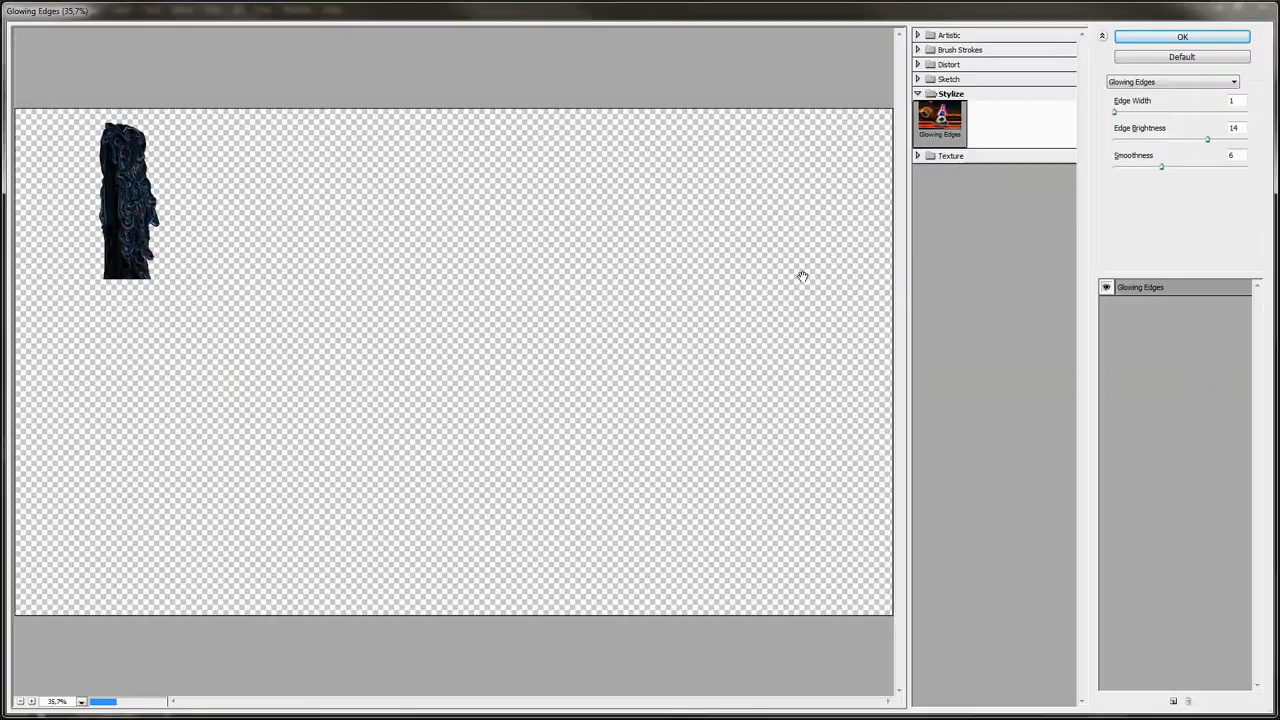 Glowing Edges (35,7%)
Artistic
Brush Strokes
Distort
Sketch
Stylize
Glowing Edges
Texture
OK
Default
Glowing Edges
Edge Width 1
Edge Brightness 14
Smoothness 6
Glowing Edges
35,7%